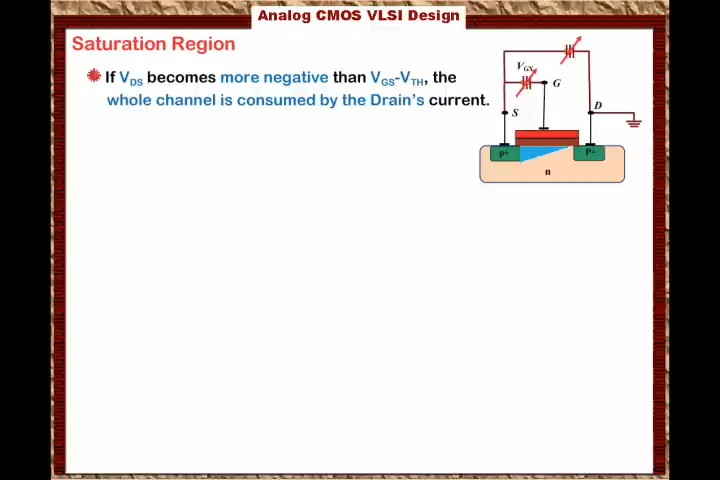 Analog CMOS VLSI Design
Saturation Region
If VDS becomes more negative than VGS-VTH, the
whole channel is consumed by the Drain's current.
VGS
G
S
D
p+
P+
n